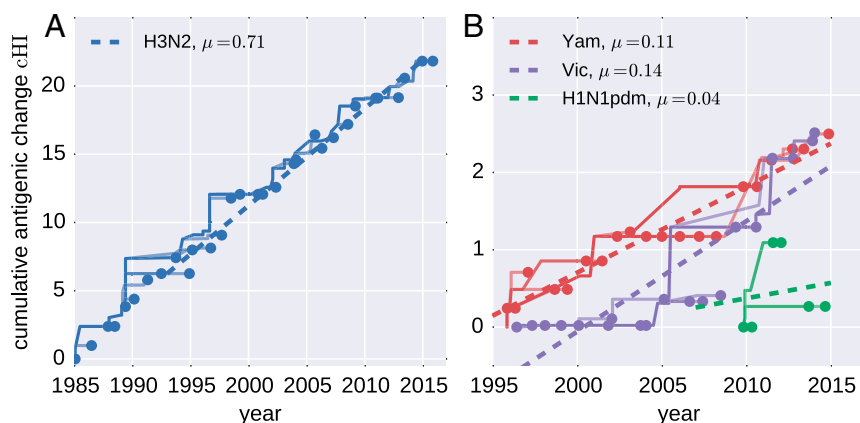 A
H3N2, μ=0.71
cumulative antigenic change cHI
20
15
10
5
0
1985 1990 1995 2000 2005 2010 2015
year
B
Yam, μ=0.11
Vic, μ=0.14
H1N1pdm, μ=0.04
3
2
1
0
1995 2000 2005 2010 2015
year